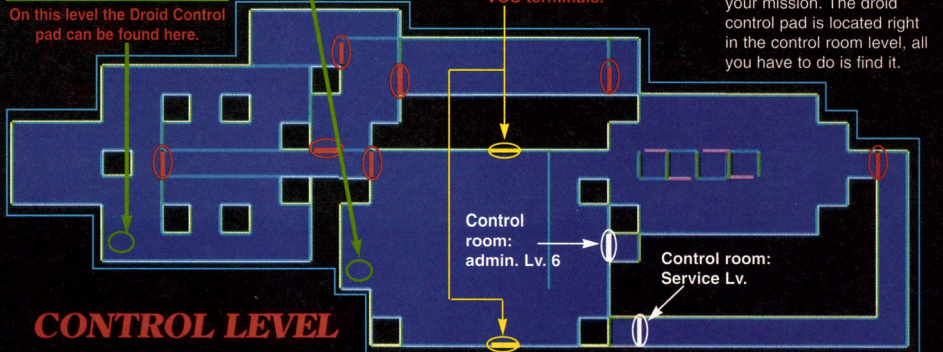 On this level the Droid Control
pad can be found here.
VCS terminals.
your mission. The droid
control pad is located right
in the control room level, all
you have to do is find it.
Control
room:
admin. Lv. 6
Control room:
Service Lv.
CONTROL LEVEL